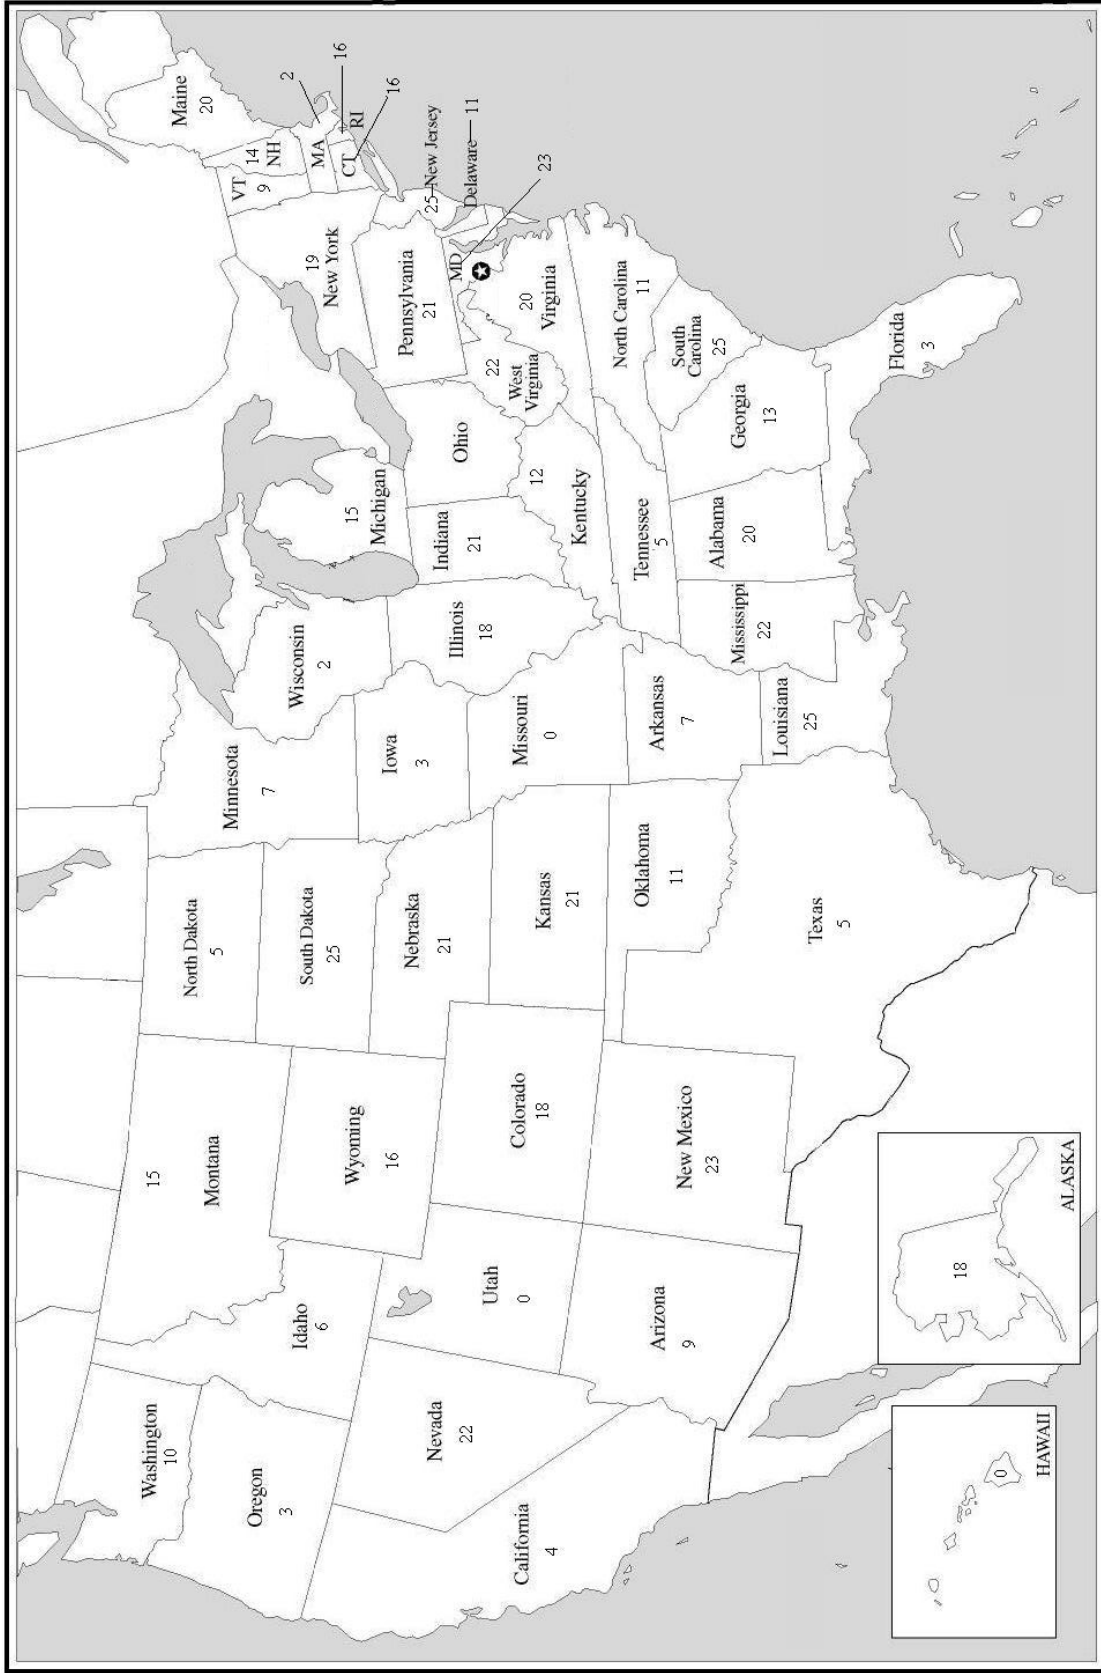 Washington
10
Oregon
3
California
4
Nevada
22
Idaho
6
Montana
15
Wyoming
16
Utah
0
Arizona
9
Colorado
18
New Mexico
23
North Dakota
5
South Dakota
25
Nebraska
21
Kansas
21
Oklahoma
11
Texas
5
Minnesota
7
Iowa
3
Missouri
0
Arkansas
7
Louisiana
25
Wisconsin
2
Illinois
18
Mississippi
22
Michigan
15
Indiana
21
Ohio
Kentucky
12
Tennessee
5
Alabama
20
Georgia
13
Florida
3
South
Carolina
25
North Carolina
11
Virginia
20
West
Virginia
22
Pennsylvania
21
New York
19
VT
9
NH
14
Maine
20
MA
2
RI
16
CT
16
New Jersey
25
Delaware
11
MD
23
ALASKA
18
HAWAII
0